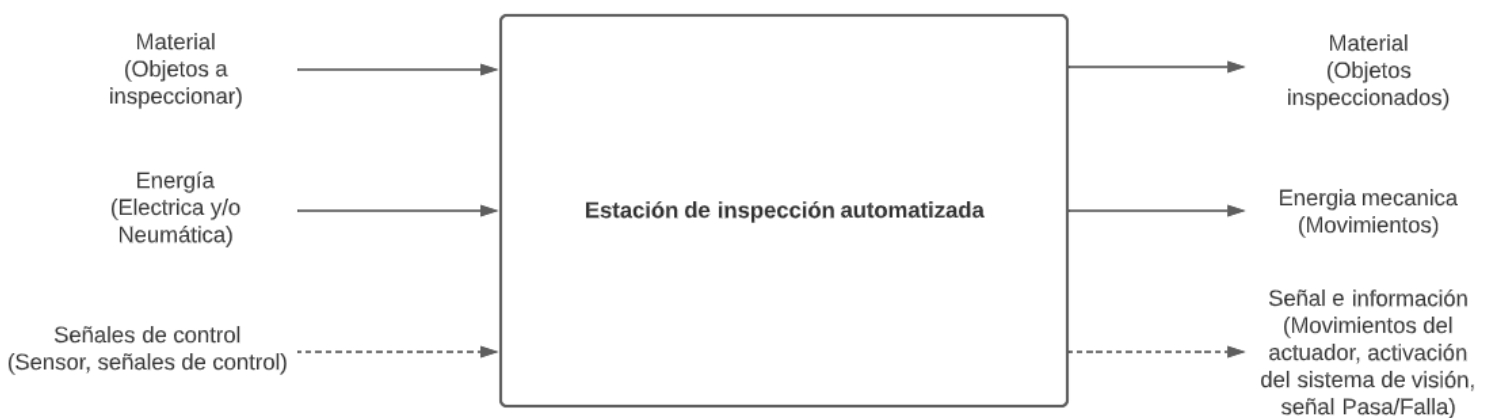 Material
(Objetos a
inspeccionar)
Energía
(Electrica y/o
Neumática)
Señales de control
(Sensor, señales de control)
Estación de inspección automatizada
Material
(Objetos
inspeccionados)
Energia mecanica
(Movimientos)
Señal e información
(Movimientos del
actuador, activación
del sistema de visión,
señal Pasa/Falla)